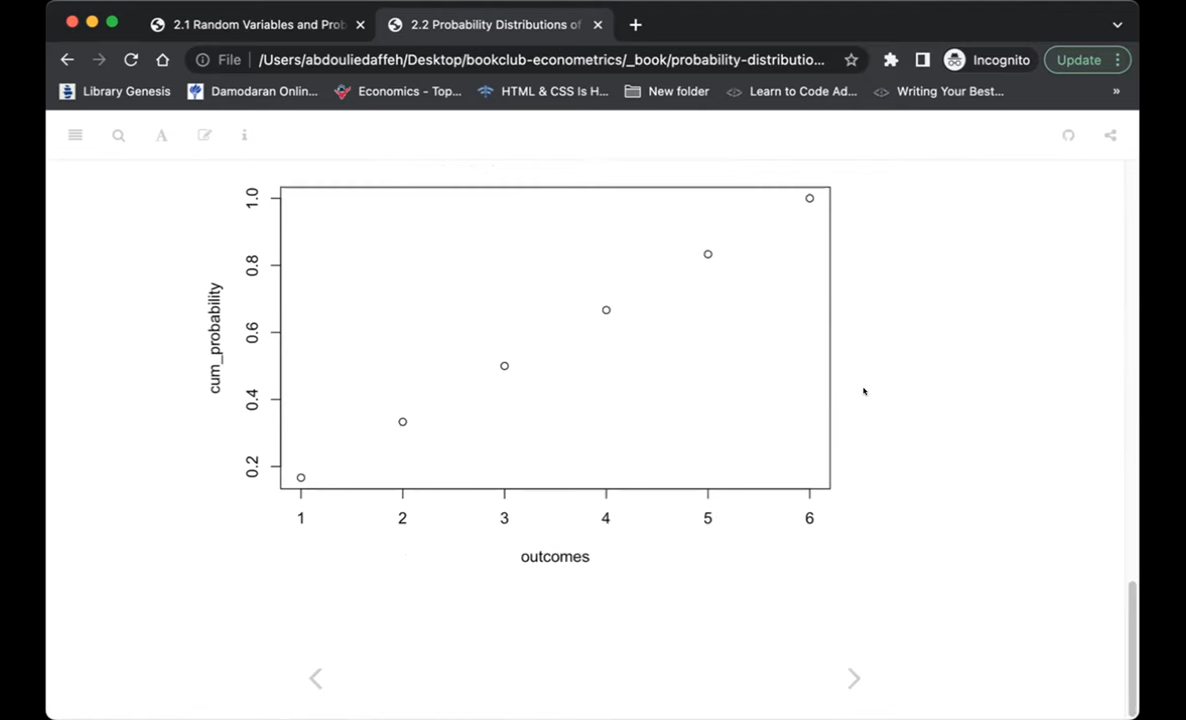 2.1 Random Variables and Prob
2.2 Probability Distributions of
File
/Users/abdouliedaffeh/Desktop/bookclub-econometrics/_book/probability-distributio...
Incognito
Update
Library Genesis
Damodaran Onlin...
Economics - Top...
HTML & CSS Is H...
New folder
Learn to Code Ad...
Writing Your Best...
»
A
i
1.0
0.8
0.6
0.4
0.2
cum_probability
1 2 3 4 5 6
outcomes